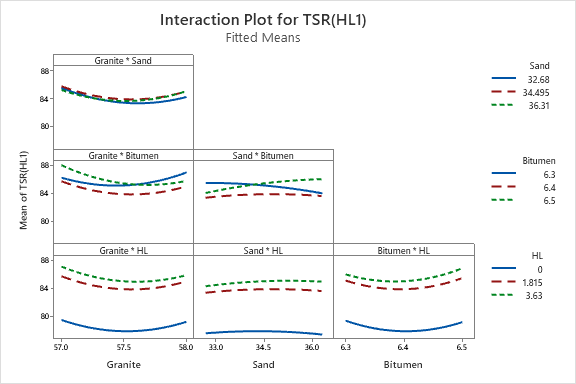 Interaction Plot for TSR(HL1)
Fitted Means
Granite * Sand
88
84
80
Sand
32.68
34.495
36.31
Granite * Bitumen
Sand * Bitumen
88
84
80
Bitumen
6.3
6.4
6.5
Mean of TSR(HL1)
Granite * HL
Sand * HL
Bitumen * HL
88
84
80
HL
0
1.815
3.63
57.0
57.5
58.0
33.0
34.5
36.0
6.3
6.4
6.5
Granite
Sand
Bitumen